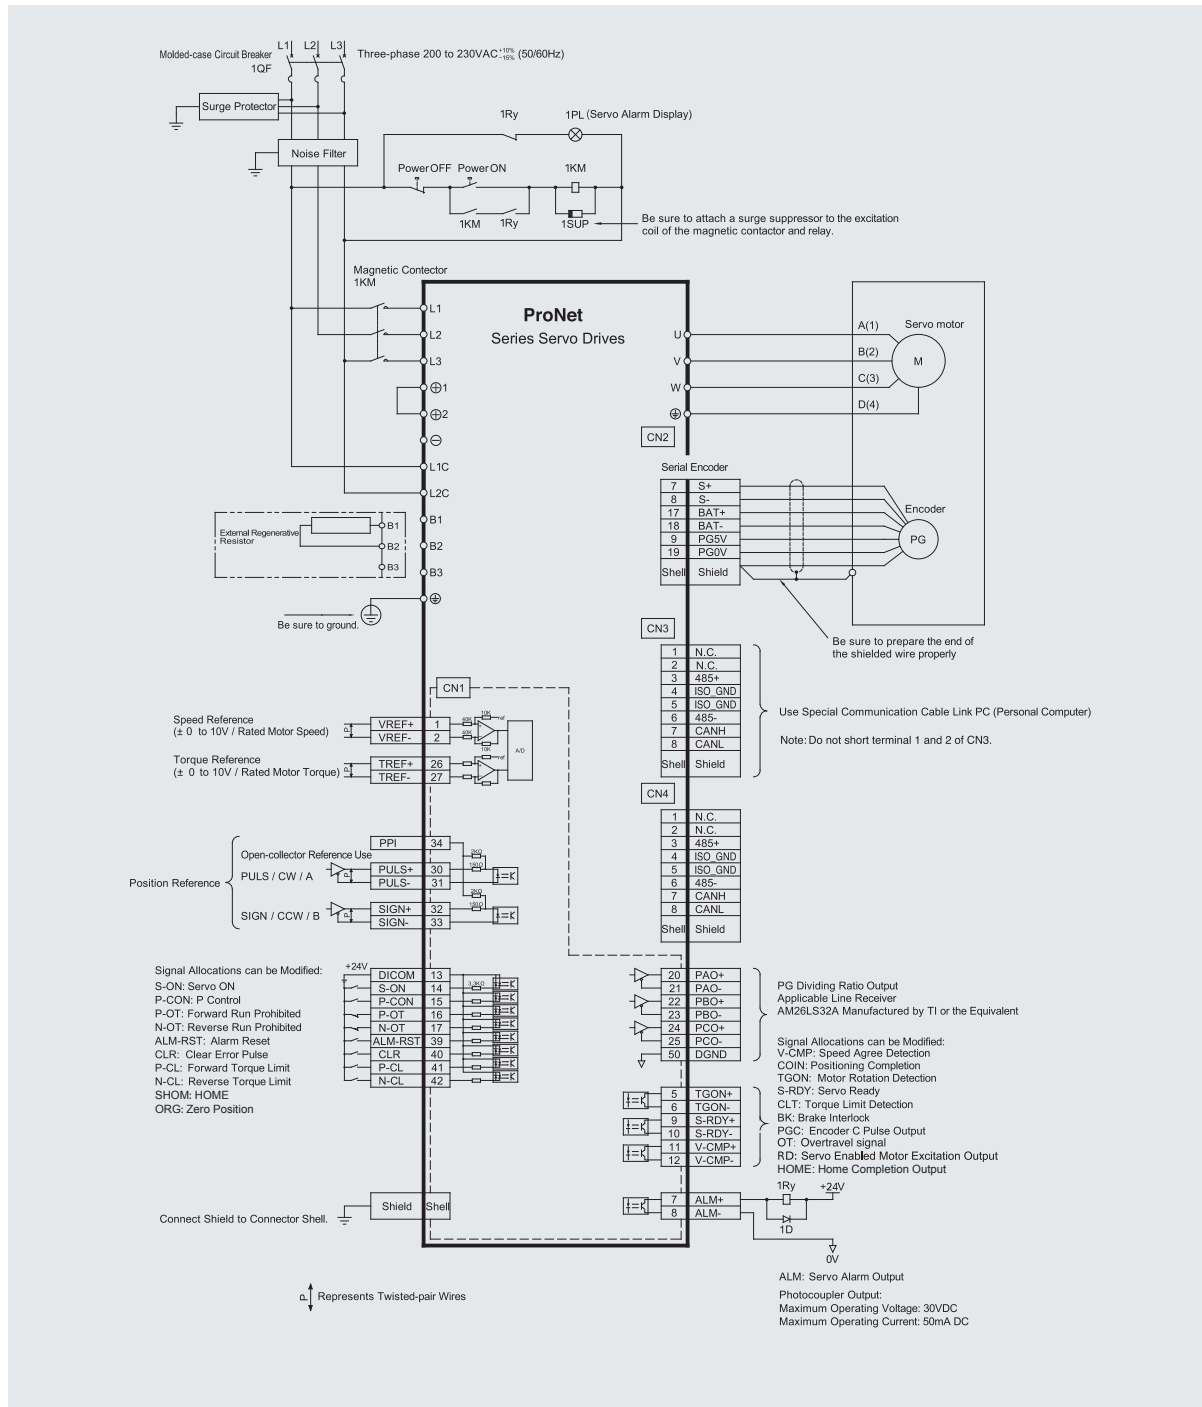 L1 L2 L3 Three-phase 200 to 230VAC +10% -15% (50/60Hz)
Molded-case Circuit Breaker
1QF
Surge Protector
Noise Filter
1Ry 1PL (Servo Alarm Display)
Power OFF Power ON 1KM
1KM 1Ry 1SUP
Be sure to attach a surge suppressor to the excitation
coil of the magnetic contactor and relay.
Magnetic Contector
1KM
ProNet
Series Servo Drives
L1
L2
L3
1
2
L1C
L2C
B1
B2
B3
External Regenerative
Resistor
B1
B2
B3
Be sure to ground.
U
V
W
A(1)
B(2)
C(3)
D(4)
Servo motor
M
CN2
Serial Encoder
7 S+
8 S-
17 BAT+
18 BAT-
9 PG5V
19 PG0V
Shell Shield
Encoder
PG
Be sure to prepare the end of
the shielded wire properly
CN3
1 N.C.
2 N.C.
3 485+
4 ISO_GND
5 ISO_GND
6 485-
7 CANH
8 CANL
Shell Shield
Use Special Communication Cable Link PC (Personal Computer)
Note: Do not short terminal 1 and 2 of CN3.
CN4
1 N.C.
2 N.C.
3 485+
4 ISO_GND
5 ISO_GND
6 485-
7 CANH
8 CANL
Shell Shield
CN1
Speed Reference
(± 0 to 10V / Rated Motor Speed)
P
VREF+ 1
VREF- 2
40K
40K
10K
ref
10K
A/D
Torque Reference
(± 0 to 10V / Rated Motor Torque)
P
TREF+ 26
TREF- 27
ref
Position Reference
PPI 34
Open-collector Reference Use
PULS / CW / A
P
PULS+ 30
PULS- 31
2KΩ
150Ω
SIGN / CCW / B
P
SIGN+ 32
SIGN- 33
2KΩ
150Ω
Signal Allocations can be Modified:
S-ON: Servo ON
P-CON: P Control
P-OT: Forward Run Prohibited
N-OT: Reverse Run Prohibited
ALM-RST: Alarm Reset
CLR: Clear Error Pulse
P-CL: Forward Torque Limit
N-CL: Reverse Torque Limit
SHOM: HOME
ORG: Zero Position
+24V
DICOM 13
S-ON 14
P-CON 15
P-OT 16
N-OT 17
ALM-RST 39
CLR 40
P-CL 41
N-CL 42
3.3KΩ
20 PAO+
21 PAO-
22 PBO+
23 PBO-
24 PCO+
25 PCO-
50 DGND
PG Dividing Ratio Output
Applicable Line Receiver
AM26LS32A Manufactured by TI or the Equivalent
5 TGON+
6 TGON-
9 S-RDY+
10 S-RDY-
11 V-CMP+
12 V-CMP-
Signal Allocations can be Modified:
V-CMP: Speed Agree Detection
COIN: Positioning Completion
TGON: Motor Rotation Detection
S-RDY: Servo Ready
CLT: Torque Limit Detection
BK: Brake Interlock
PGC: Encoder C Pulse Output
OT: Overtravel signal
RD: Servo Enabled Motor Excitation Output
HOME: Home Completion Output
7 ALM+
8 ALM-
1Ry +24V
1D
0V
ALM: Servo Alarm Output
Photocoupler Output:
Maximum Operating Voltage: 30VDC
Maximum Operating Current: 50mA DC
Connect Shield to Connector Shell.
Shield Shell
P Represents Twisted-pair Wires